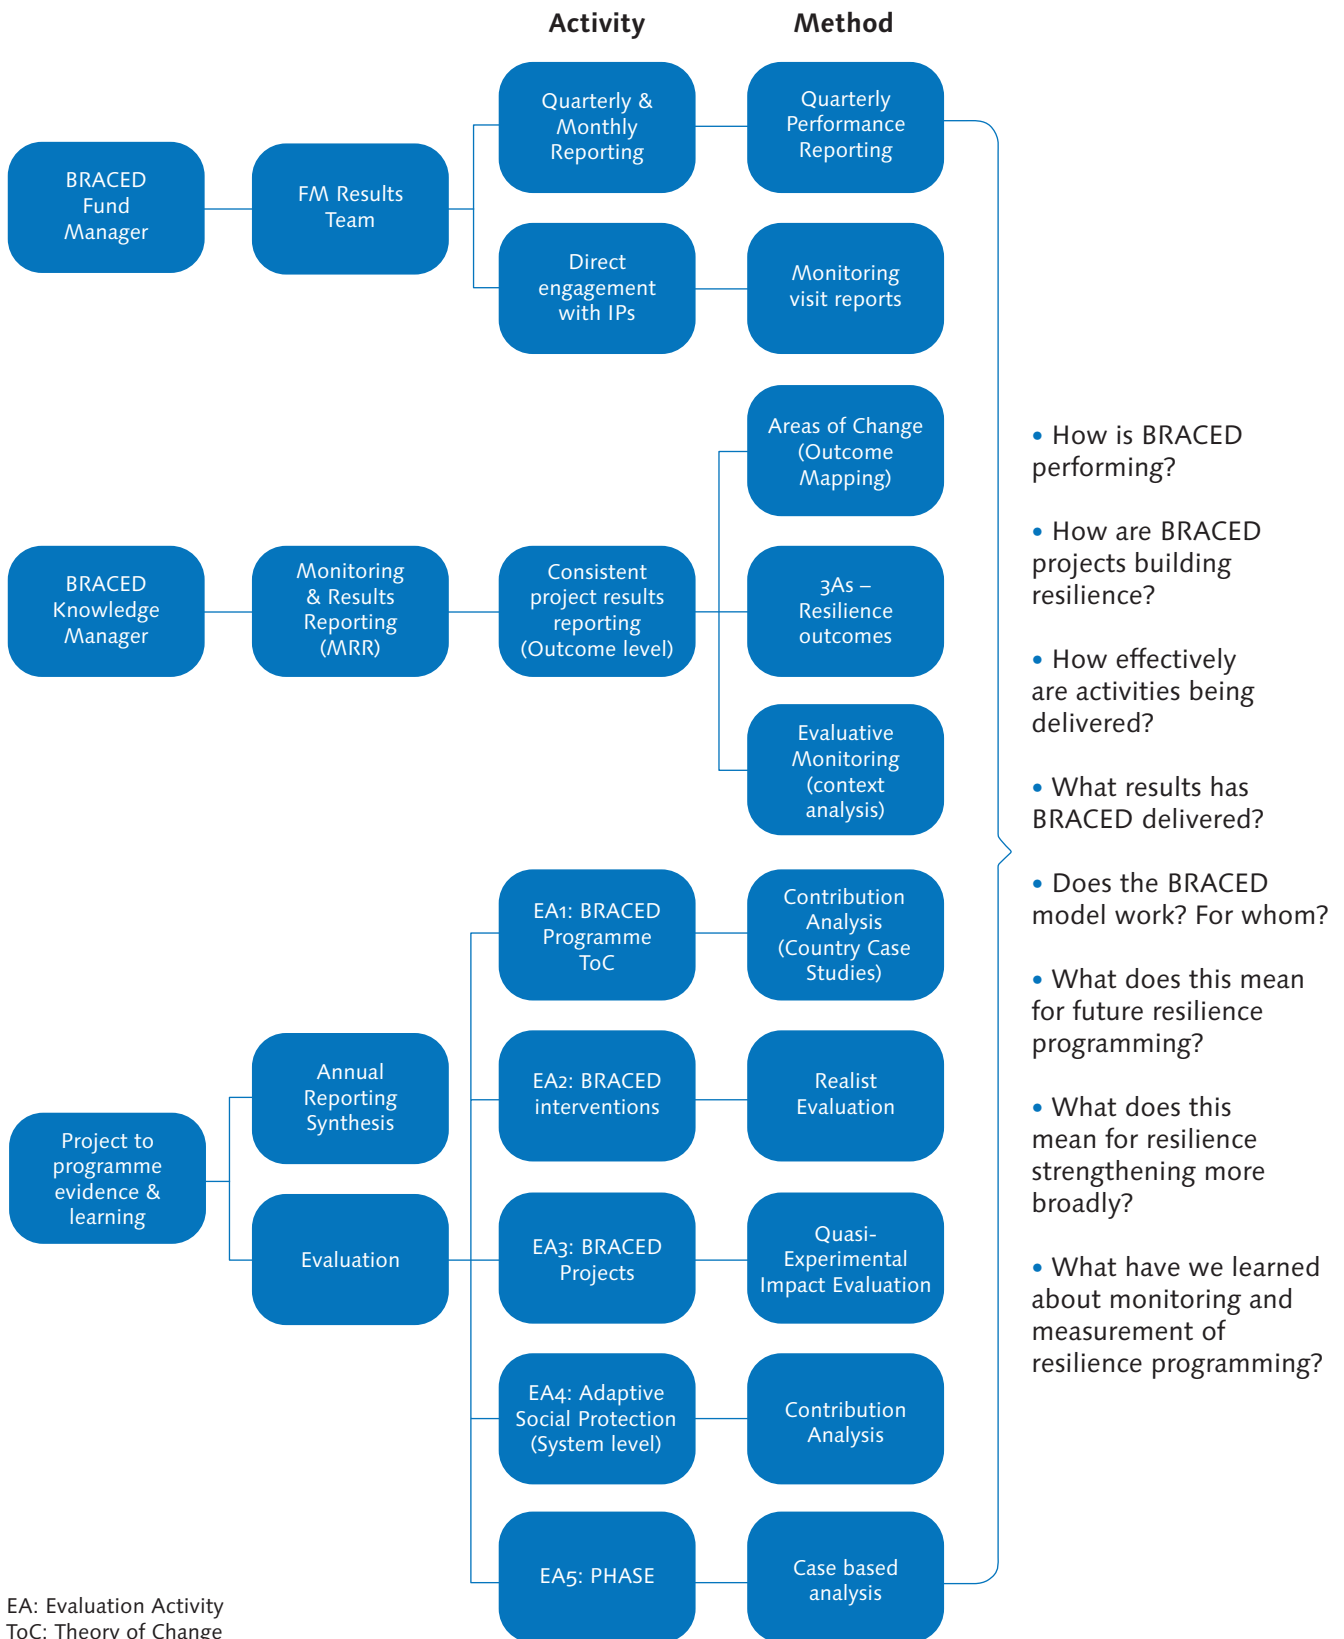 Activity
Method
BRACED
Fund
Manager
FM Results
Team
Quarterly &
Monthly
Reporting
Quarterly
Performance
Reporting
Direct
engagement
with IPs
Monitoring
visit reports
BRACED
Knowledge
Manager
Monitoring
& Results
Reporting
(MRR)
Consistent
project results
reporting
(Outcome level)
Areas of Change
(Outcome
Mapping)
3As –
Resilience
outcomes
Evaluative
Monitoring
(context
analysis)
Project to
programme
evidence &
learning
Annual
Reporting
Synthesis
Evaluation
EA1: BRACED
Programme
ToC
Contribution
Analysis
(Country Case
Studies)
EA2: BRACED
interventions
Realist
Evaluation
EA3: BRACED
Projects
Quasi-
Experimental
Impact Evaluation
EA4: Adaptive
Social Protection
(System level)
Contribution
Analysis
EA5: PHASE
Case based
analysis
• How is BRACED
performing?
• How are BRACED
projects building
resilience?
• How effectively
are activities being
delivered?
• What results has
BRACED delivered?
• Does the BRACED
model work? For whom?
• What does this mean
for future resilience
programming?
• What does this
mean for resilience
strengthening more
broadly?
• What have we learned
about monitoring and
measurement of
resilience programming?
EA: Evaluation Activity
ToC: Theory of Change